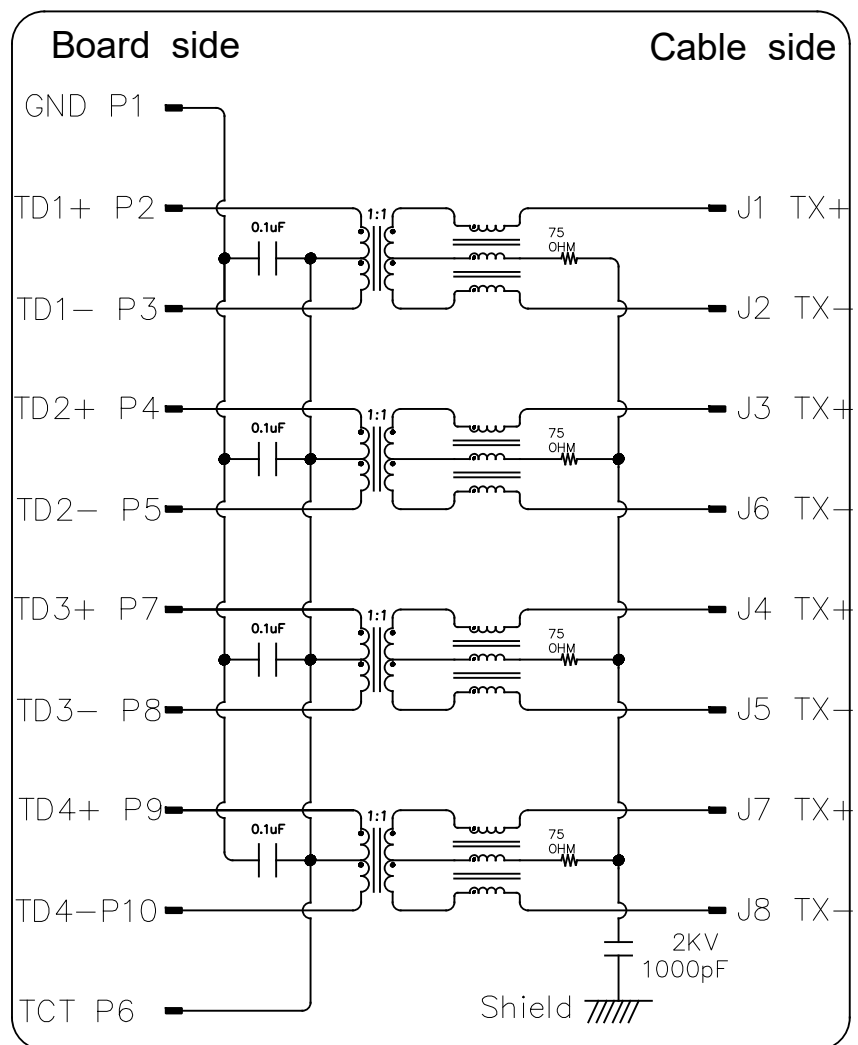 Board side
Cable side
GND P1
TD1+ P2
1:1
J1 TX+
0.1uF
75
OHM
TD1- P3
J2 TX-
TD2+ P4
1:1
J3 TX+
0.1uF
75
OHM
TD2- P5
J6 TX-
TD3+ P7
1:1
J4 TX+
0.1uF
75
OHM
TD3- P8
J5 TX-
TD4+ P9
1:1
J7 TX+
0.1uF
75
OHM
TD4-P10
J8 TX-
2KV
1000pF
TCT P6
Shield